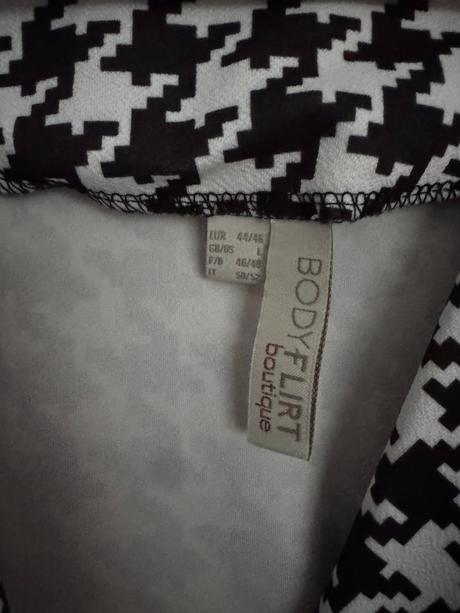 EUR 44/46
GB/US L
F/B 46/48
IT 50/52
BODYFLIRT
boutique